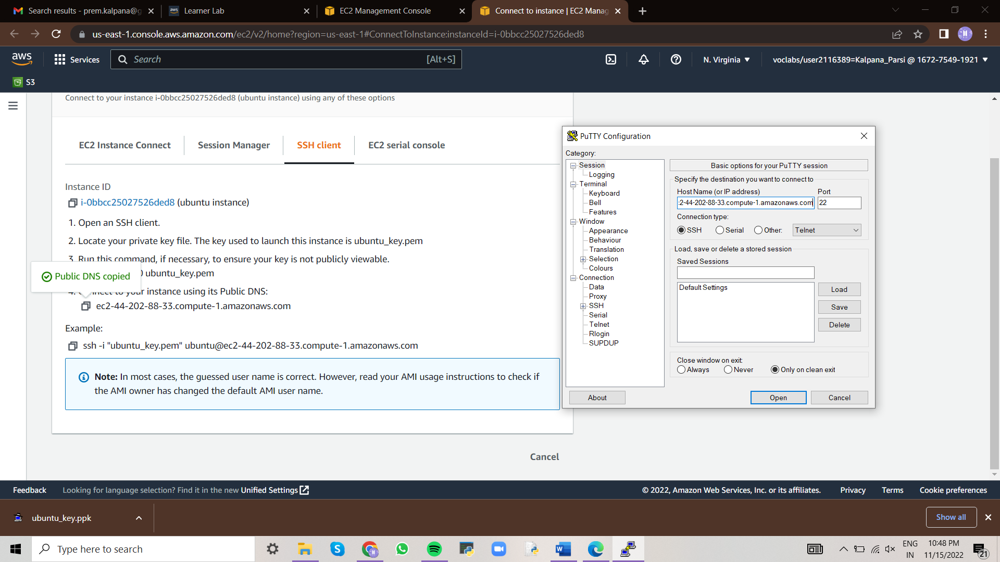 Search results - prem.kalpana@g
Learner Lab
EC2 Management Console
Connect to instance | EC2 Manag
us-east-1.console.aws.amazon.com/ec2/v2/home?region=us-east-1#ConnectToInstance:instanceId=i-0bbcc25027526ded8
aws
Services
Search
[Alt+S]
N. Virginia
voclabs/user2116389=Kalpana_Parsi @ 1672-7549-1921
S3
Connect to your instance i-0bbcc25027526ded8 (ubuntu instance) using any of these options
EC2 Instance Connect
Session Manager
SSH client
EC2 serial console
Instance ID
i-0bbcc25027526ded8 (ubuntu instance)
1. Open an SSH client.
2. Locate your private key file. The key used to launch this instance is ubuntu_key.pem
3. Run this command, if necessary, to ensure your key is not publicly viewable.
ubuntu_key.pem
Public DNS copied
4. Connect to your instance using its Public DNS:
ec2-44-202-88-33.compute-1.amazonaws.com
Example:
ssh -i "ubuntu_key.pem" ubuntu@ec2-44-202-88-33.compute-1.amazonaws.com
Note: In most cases, the guessed user name is correct. However, read your AMI usage instructions to check if
the AMI owner has changed the default AMI user name.
Cancel
PuTTY Configuration
Category:
Session
Logging
Terminal
Keyboard
Bell
Features
Window
Appearance
Behaviour
Translation
Selection
Colours
Connection
Data
Proxy
SSH
Serial
Telnet
Rlogin
SUPDUP
Basic options for your PuTTY session
Specify the destination you want to connect to
Host Name (or IP address)
Port
:2-44-202-88-33.compute-1.amazonaws.com
22
Connection type:
SSH
Serial
Other:
Telnet
Load, save or delete a stored session
Saved Sessions
Default Settings
Load
Save
Delete
Close window on exit:
Always
Never
Only on clean exit
About
Open
Cancel
Feedback
Looking for language selection? Find it in the new Unified Settings
© 2022, Amazon Web Services, Inc. or its affiliates.
Privacy
Terms
Cookie preferences
ubuntu_key.ppk
Show all
Type here to search
ENG
IN
10:48 PM
11/15/2022
21